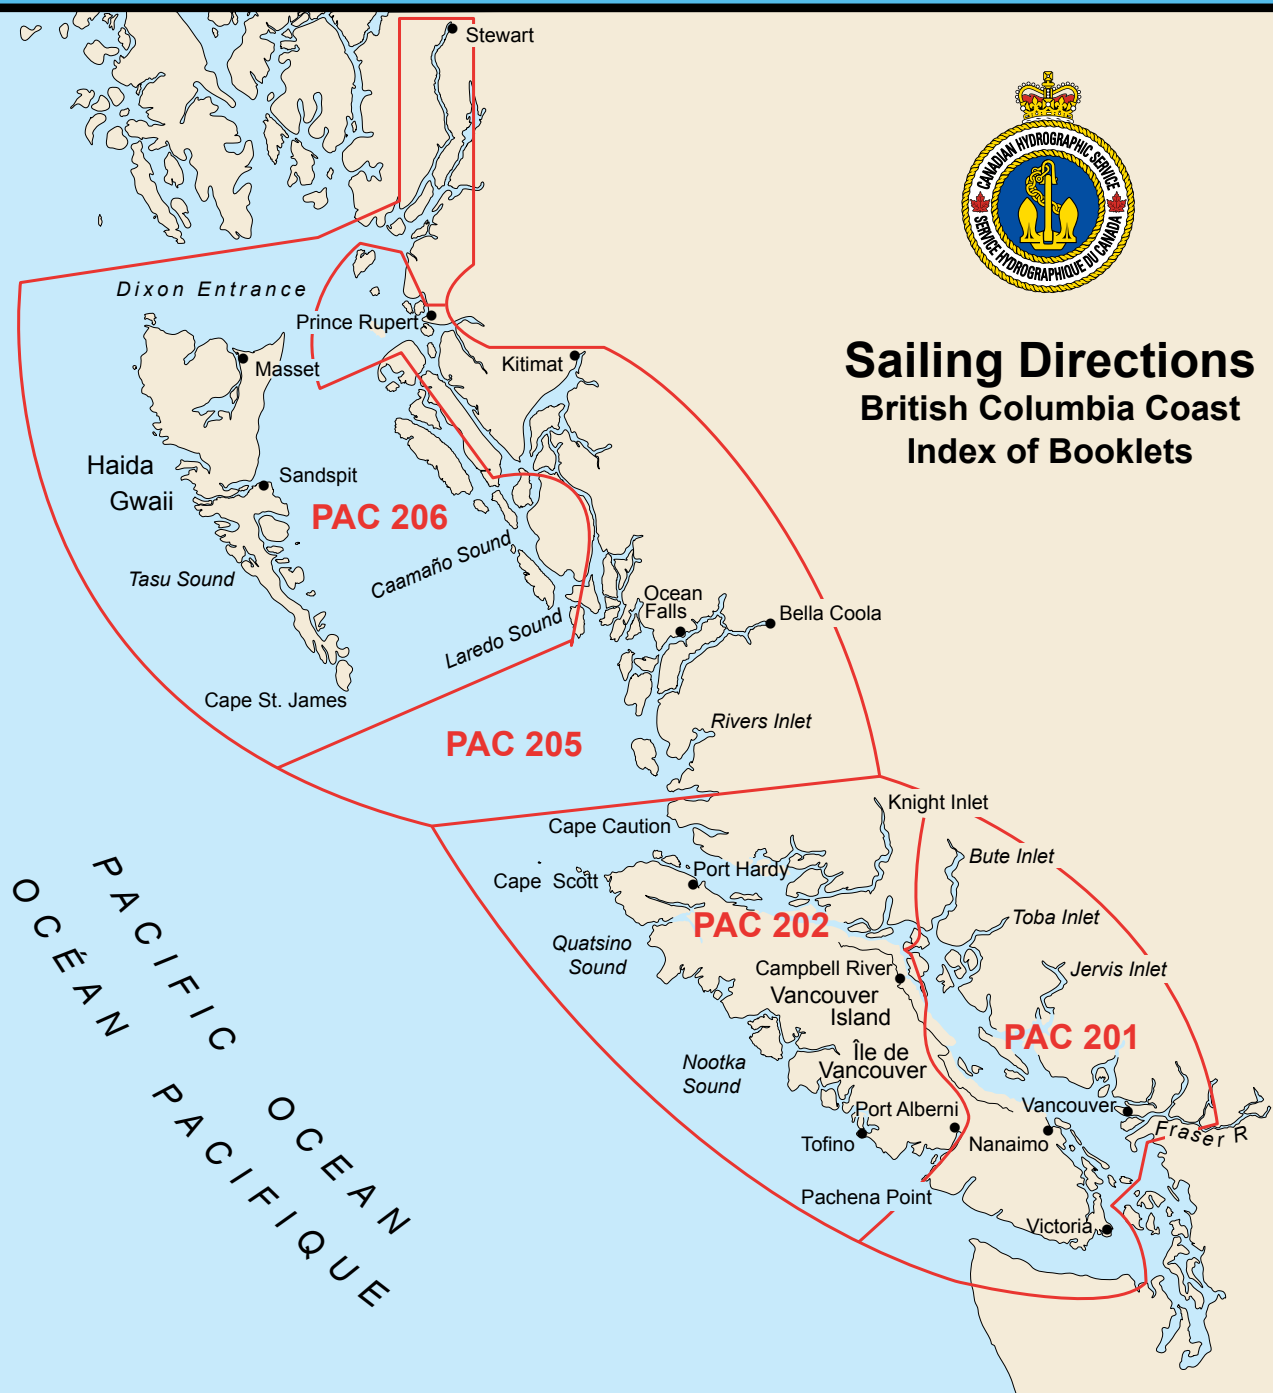 Stewart
CANADIAN HYDROGRAPHIC SERVICE
SERVICE HYDROGRAPHIQUE DU CANADA
Sailing Directions
British Columbia Coast
Index of Booklets
Dixon Entrance
Prince Rupert
Masset
Kitimat
Haida
Gwaii
Sandspit
PAC 206
Tasu Sound
Caamaño Sound
Laredo Sound
Cape St. James
Ocean
Falls
Bella Coola
Rivers Inlet
PAC 205
Knight Inlet
Cape Caution
Bute Inlet
Port Hardy
Cape Scott
Toba Inlet
PAC 202
Quatsino
Sound
Campbell River
Jervis Inlet
Vancouver
Island
PAC 201
Île de
Vancouver
Nootka
Sound
Port Alberni
Vancouver
Tofino
Nanaimo
Fraser R
Pachena Point
Victoria
PACIFIC OCEAN
OCÉAN PACIFIQUE